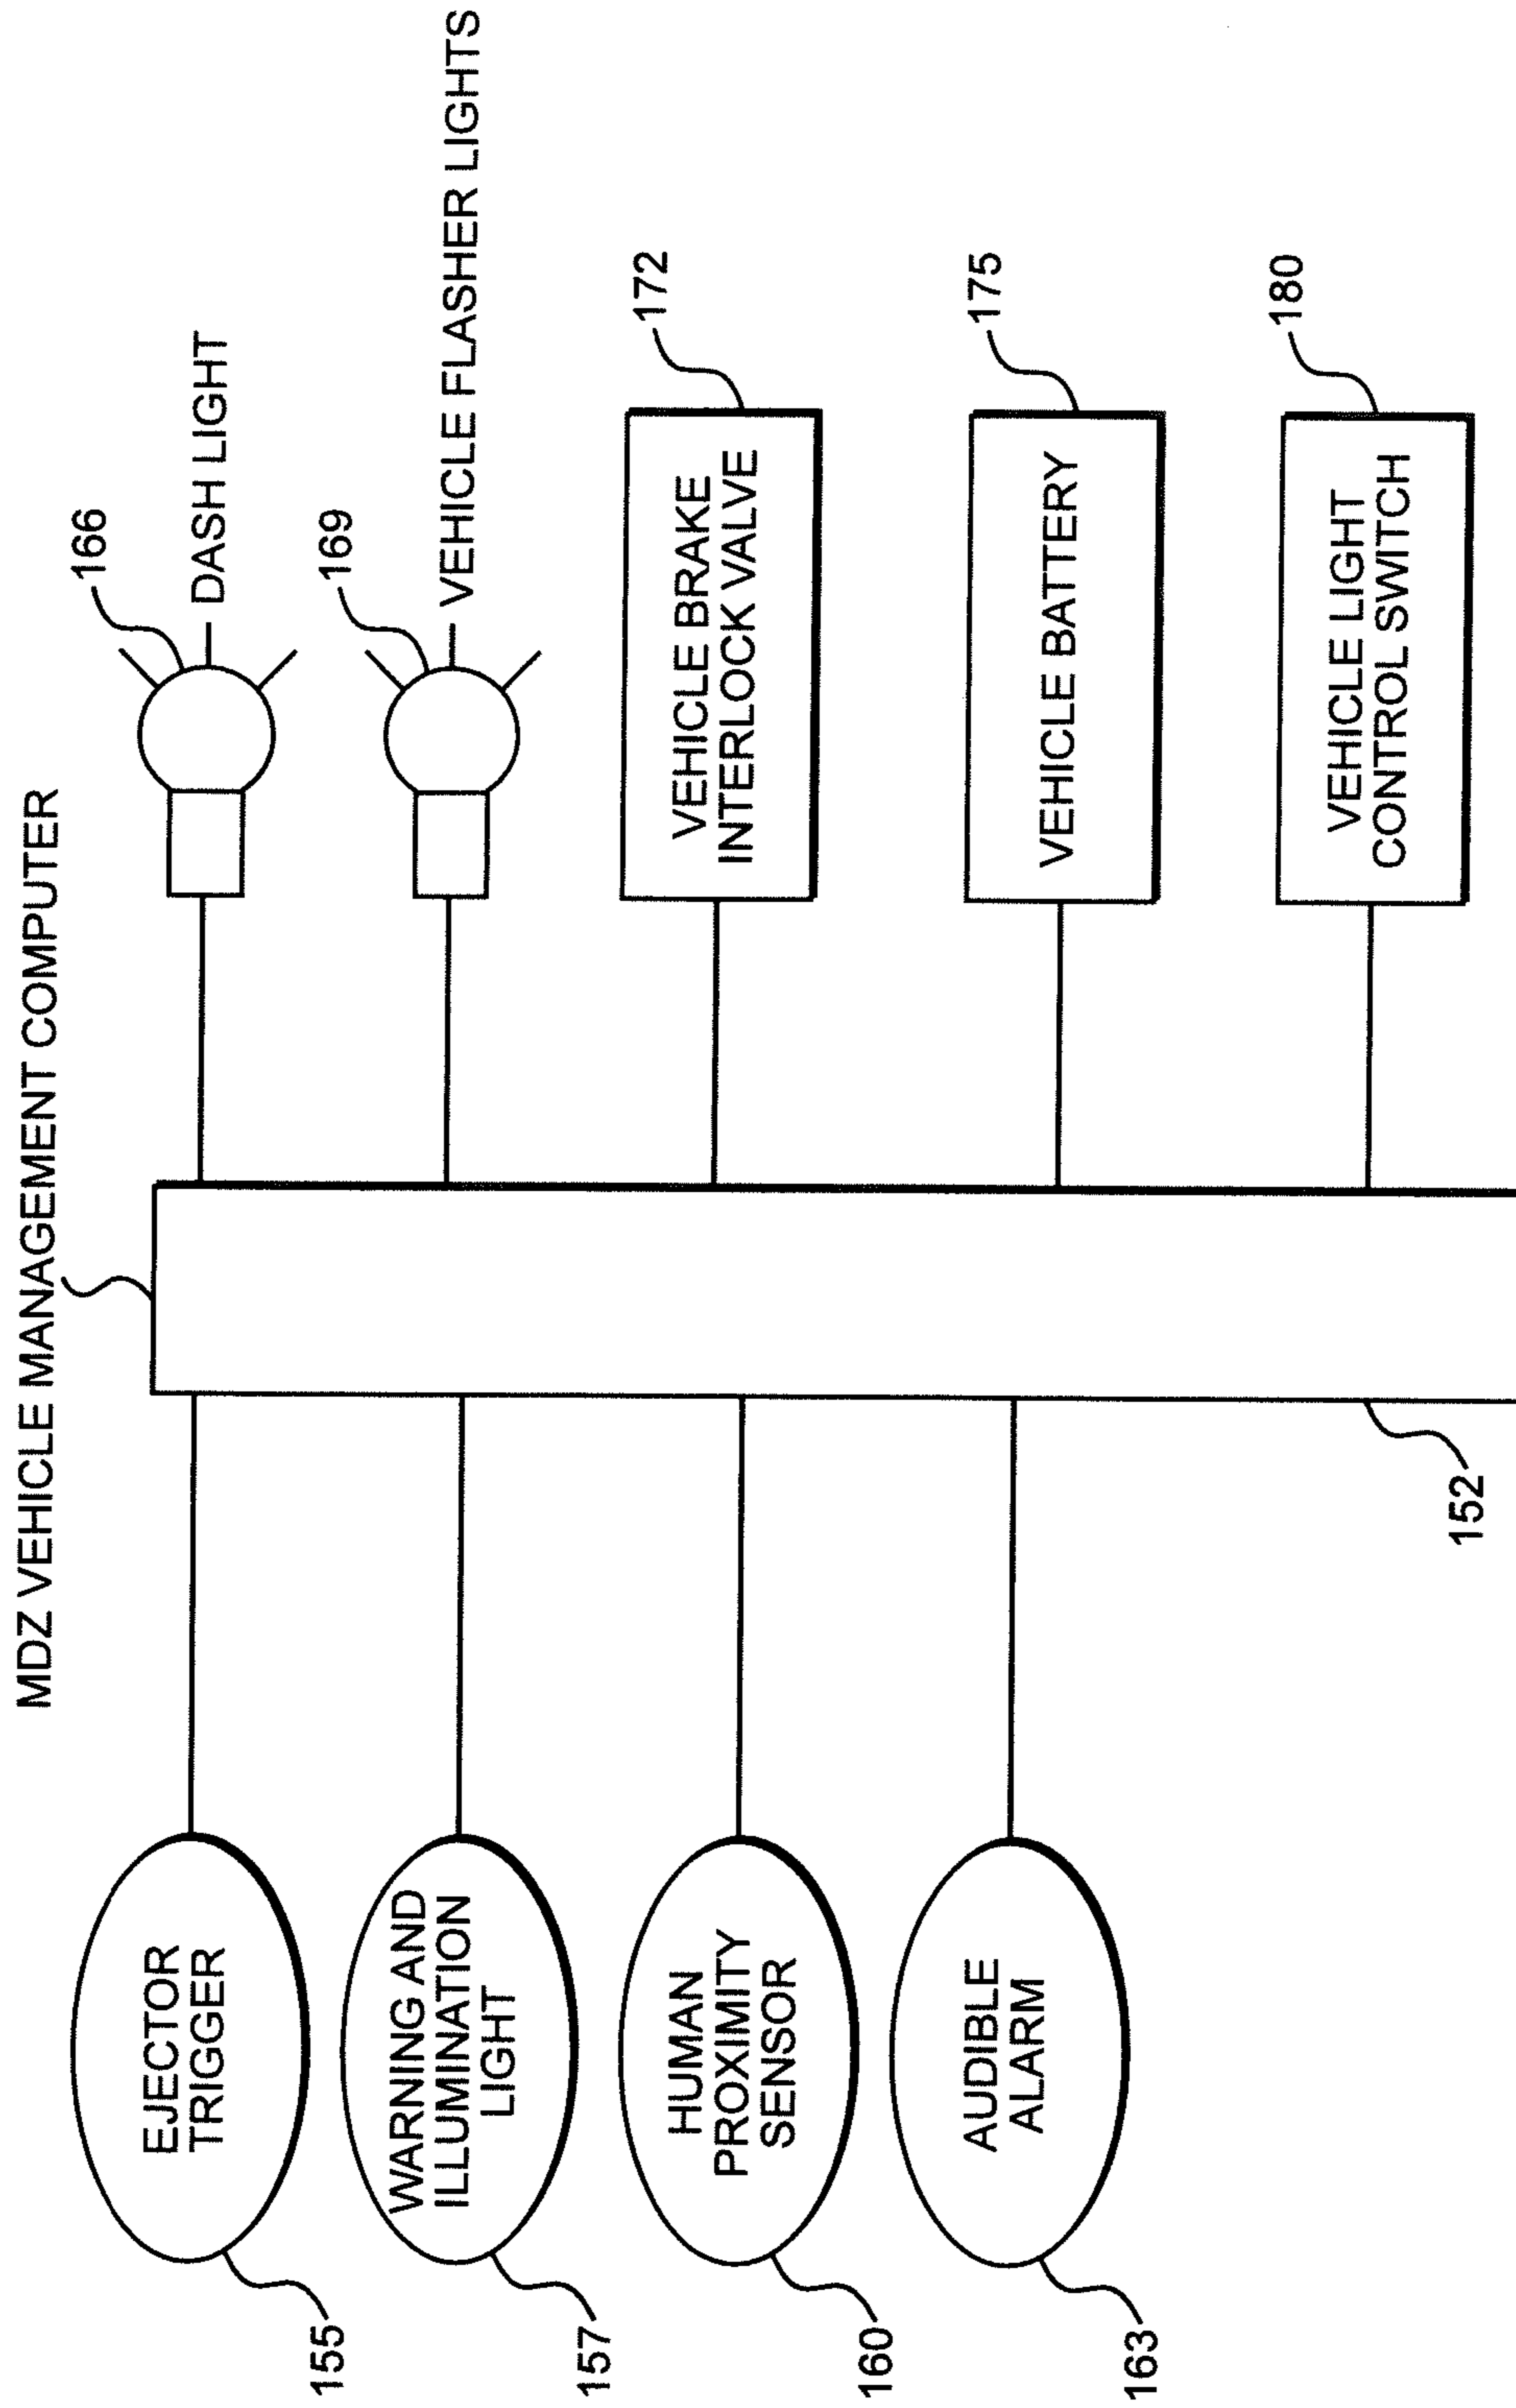 MDZ VEHICLE MANAGEMENT COMPUTER
155
EJECTOR
TRIGGER
166
DASH LIGHT
157
WARNING AND
ILLUMINATION
LIGHT
169
VEHICLE FLASHER LIGHTS
160
HUMAN
PROXIMITY
SENSOR
VEHICLE BRAKE
INTERLOCK VALVE
172
163
AUDIBLE
ALARM
VEHICLE BATTERY
175
152
VEHICLE LIGHT
CONTROL SWITCH
180